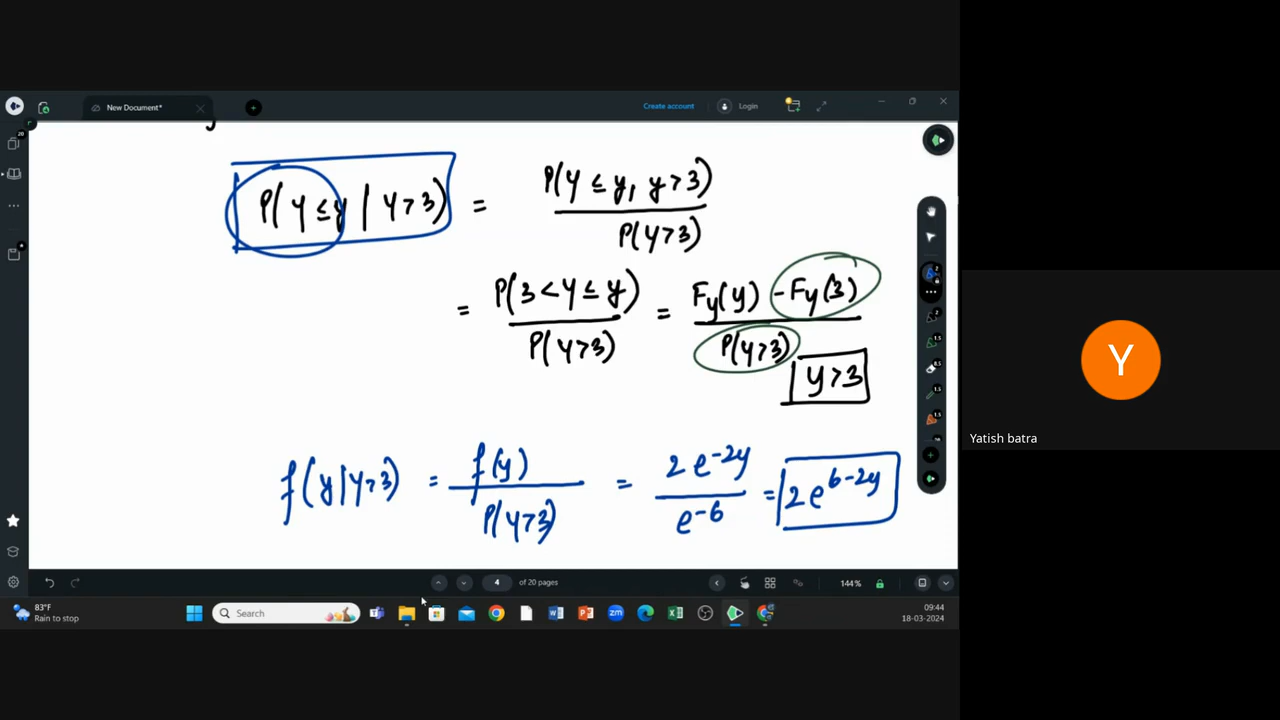 New Document*
Create account
Login
P(Y ≤ y | Y > 3) = P(Y ≤ y, y > 3) / P(Y > 3)
= P(3 < Y ≤ y) / P(Y > 3) = F_Y(y) - F_Y(3) / P(Y > 3)
y > 3
f(y | Y > 3) = f(y) / P(Y > 3) = 2e^{-2y} / e^{-6} = 2e^{6-2y}
Y
Yatish batra
4 of 20 pages
144%
83°F
Rain to stop
Search
09:44
18-03-2024